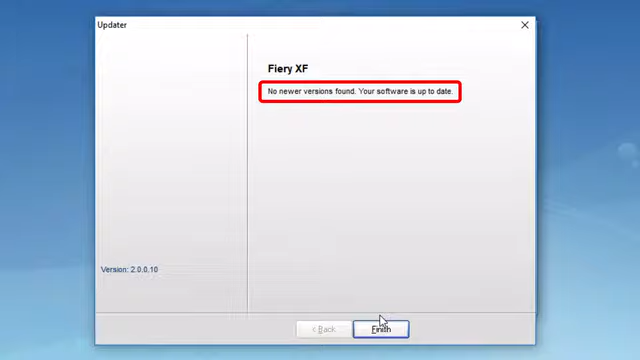 Updater
Fiery XF
No newer versions found. Your software is up to date.
Version: 2.0.0.10
< Back
Finish